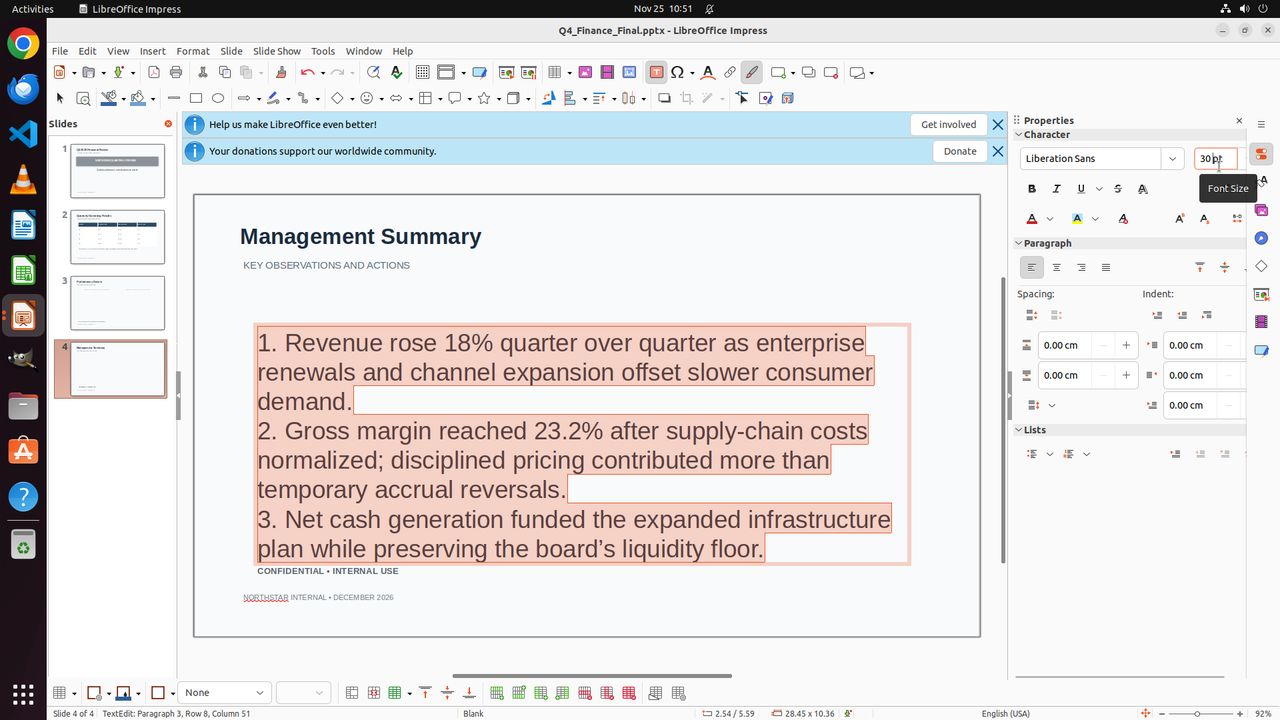 Activities
LibreOffice Impress
Nov 25 10:51
Q4_Finance_Final.pptx - LibreOffice Impress
File Edit View Insert Format Slide Slide Show Tools Window Help
Slides
Help us make LibreOffice even better!
Get involved
Your donations support our worldwide community.
Donate
1
2
3
4
Management Summary
KEY OBSERVATIONS AND ACTIONS
1. Revenue rose 18% quarter over quarter as enterprise
renewals and channel expansion offset slower consumer
demand.
2. Gross margin reached 23.2% after supply-chain costs
normalized; disciplined pricing contributed more than
temporary accrual reversals.
3. Net cash generation funded the expanded infrastructure
plan while preserving the board’s liquidity floor.
CONFIDENTIAL • INTERNAL USE
NORTHSTAR INTERNAL • DECEMBER 2026
Properties
Character
Liberation Sans
30 pt
Font Size
Paragraph
Spacing:
Indent:
0.00 cm
0.00 cm
0.00 cm
0.00 cm
0.00 cm
Lists
None
Slide 4 of 4
TextEdit: Paragraph 3, Row 8, Column 51
Blank
2.54 / 5.59
28.45 x 10.36
English (USA)
92%